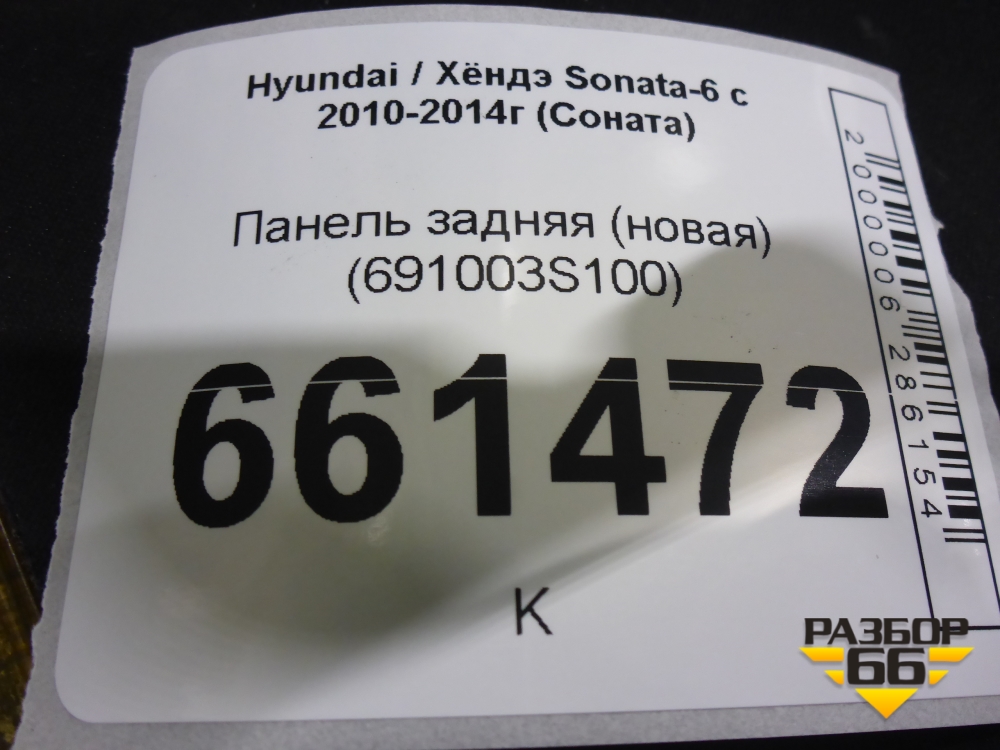 Hyundai / Хёндэ Sonata-6 с
2010-2014г (Соната)
Панель задняя (новая)
(691003S100)
661472
К
2000006286154
РАЗБОР
66